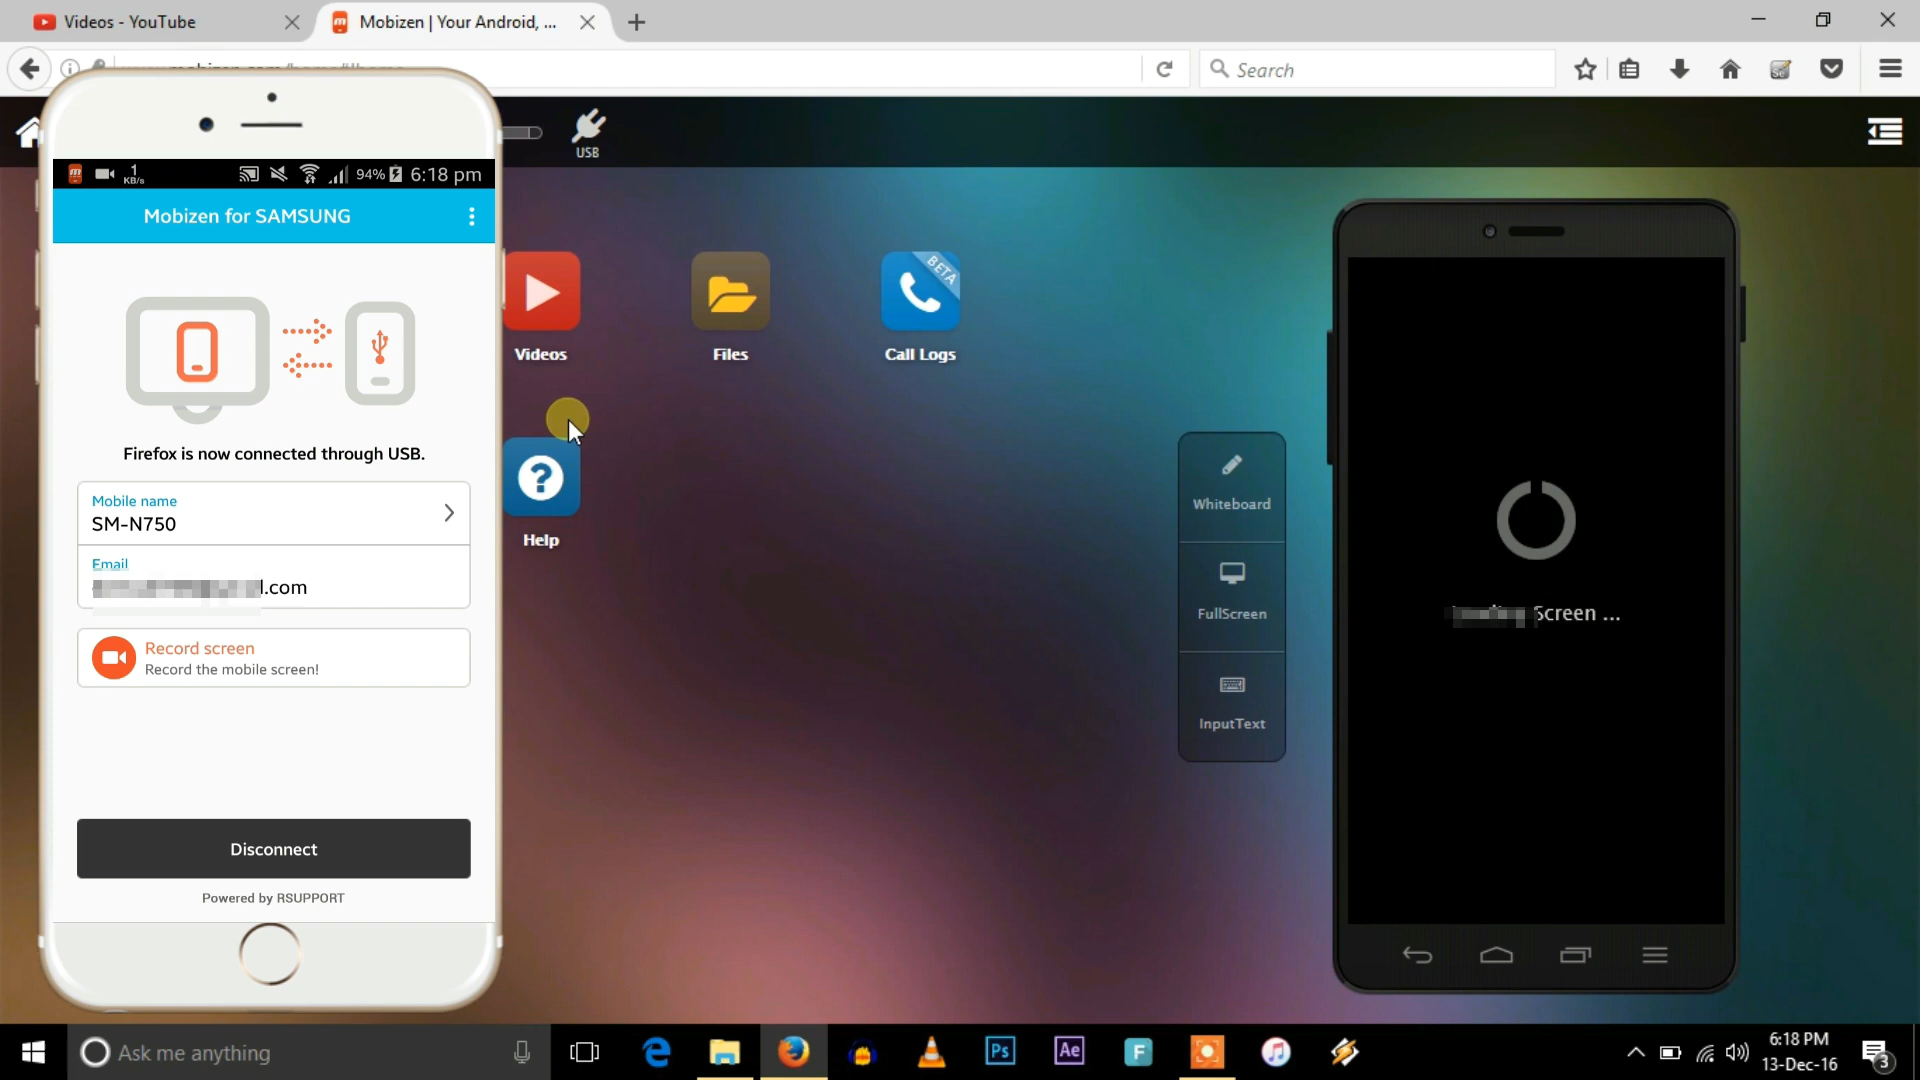 Videos - YouTube
Mobizen | Your Android, ...
Search
USB
1
KB/s
94%
6:18 pm
Mobizen for SAMSUNG
Videos
Files
BETA
Call Logs
Firefox is now connected through USB.
Mobile name
SM-N750
Email
l.com
Record screen
Record the mobile screen!
Help
Disconnect
Powered by RSUPPORT
Whiteboard
FullScreen
InputText
Screen ...
Ask me anything
Ps
Ae
F
6:18 PM
13-Dec-16
3